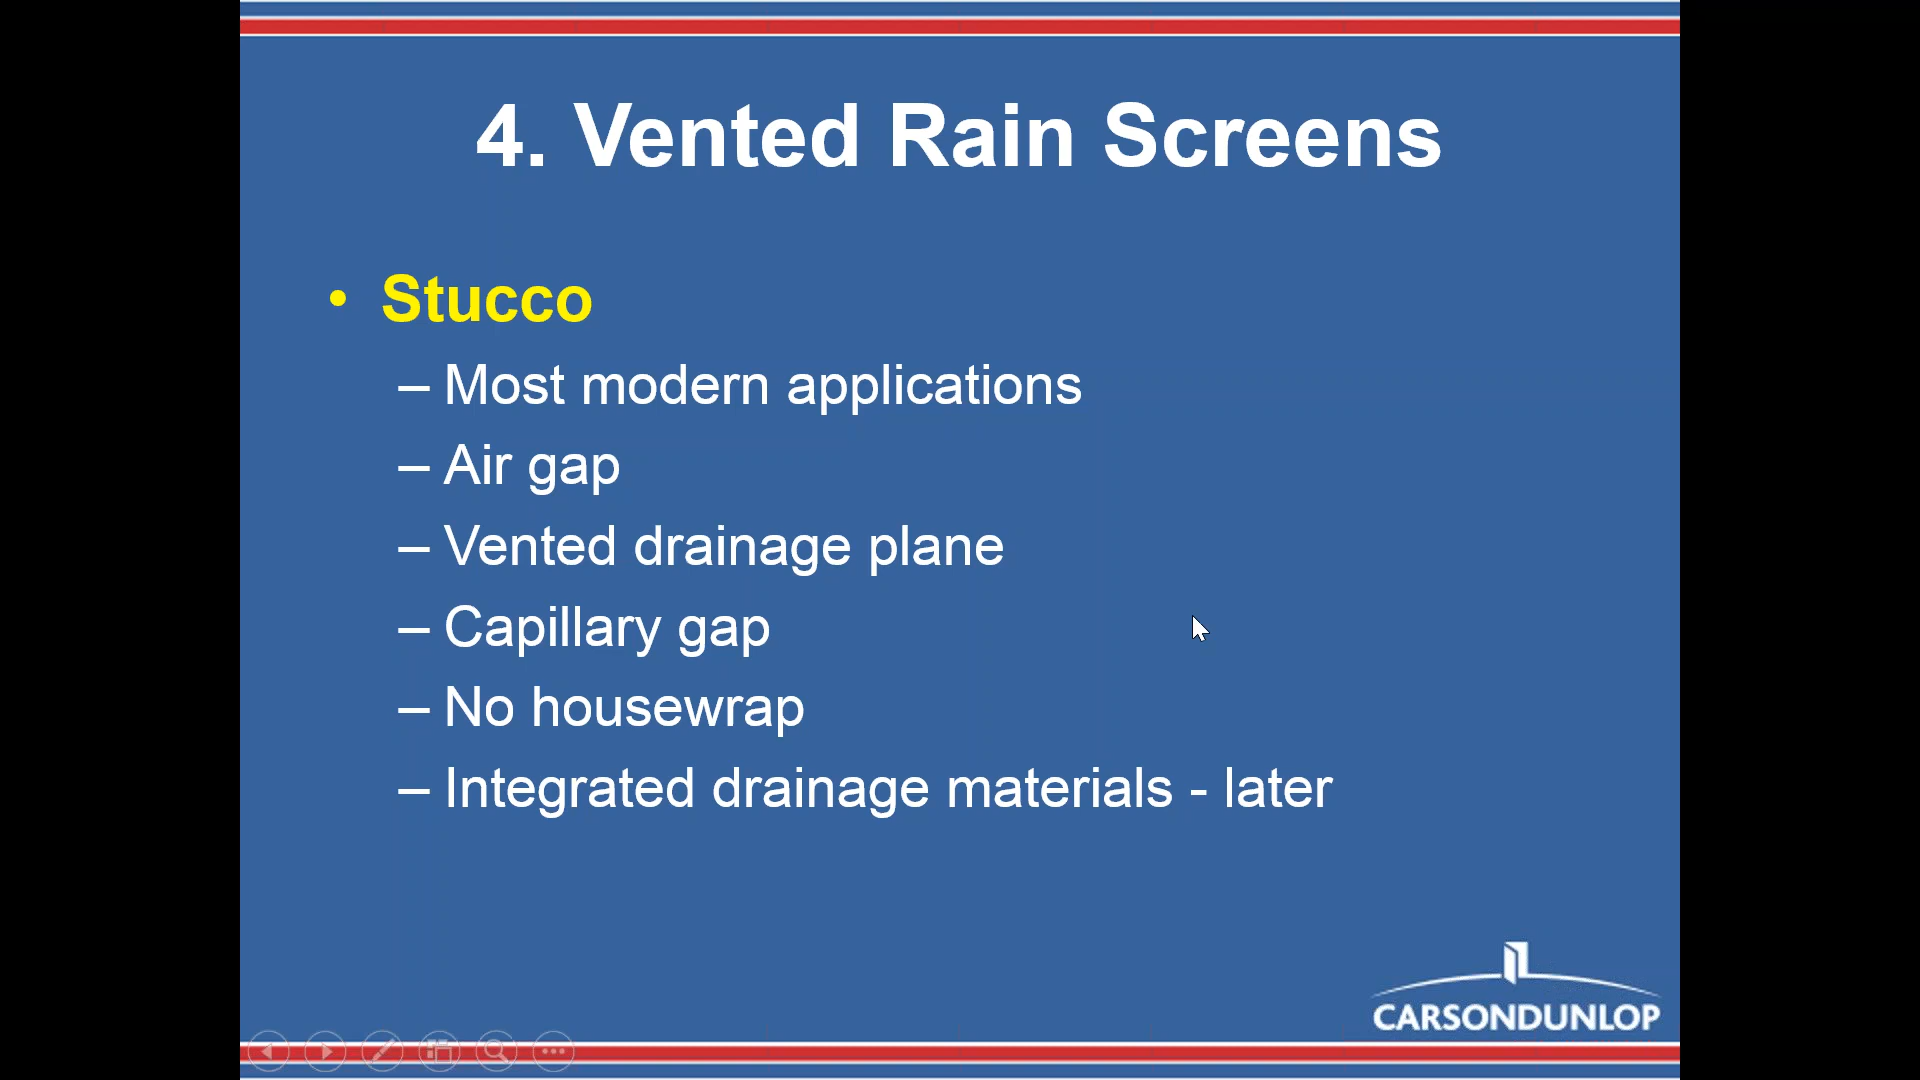 4. Vented Rain Screens
• Stucco
– Most modern applications
– Air gap
– Vented drainage plane
– Capillary gap
– No housewrap
– Integrated drainage materials - later
CARSONDUNLOP